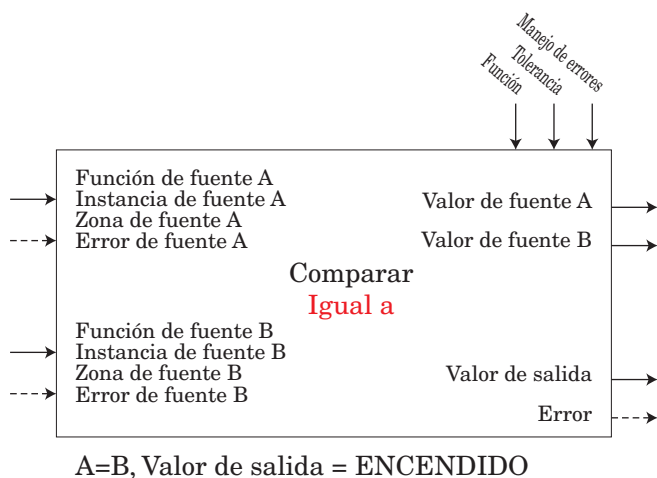 Función
Tolerancia
Manejo de errores
Función de fuente A
Instancia de fuente A
Zona de fuente A
Error de fuente A
Valor de fuente A
Valor de fuente B
Comparar
Igual a
Función de fuente B
Instancia de fuente B
Zona de fuente B
Error de fuente B
Valor de salida
Error
A=B, Valor de salida = ENCENDIDO